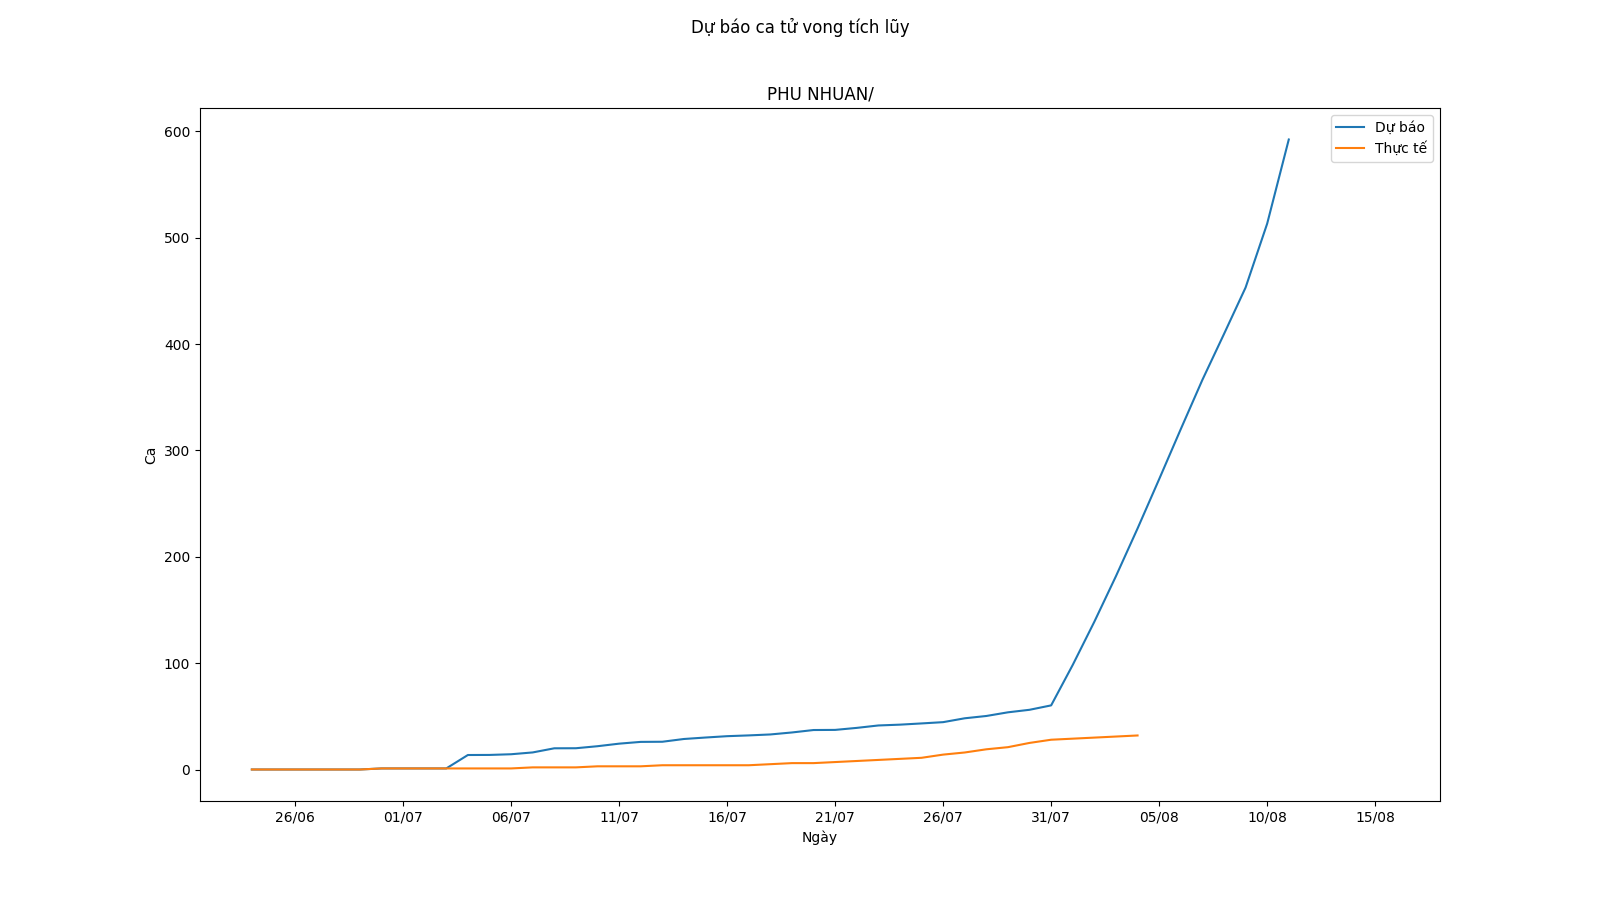 Dự báo ca tử vong tích lũy
PHU NHUAN/
Dự báo
Thực tế
600
500
400
300
200
100
0
Ca
26/06 01/07 06/07 11/07 16/07 21/07 26/07 31/07 05/08 10/08 15/08
Ngày